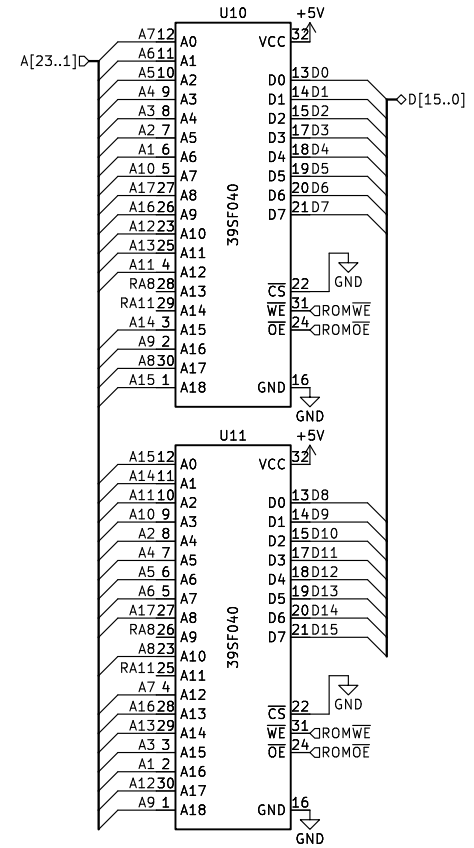 U10 +5V
A7 12 A0 VCC 32
A[23..1] A6 11 A1
A5 10 A2 D0 13 D0
A4 9 A3 D1 14 D1 D[15..0]
A3 8 A4 D2 15 D2
A2 7 A5 D3 17 D3
A1 6 A6 D4 18 D4
A10 5 A7 D5 19 D5
A17 27 A8 D6 20 D6
A16 26 A9 D7 21 D7
A12 23 A10
A13 25 A11
A11 4 A12
RA8 28 A13 CS 22 GND
RA11 29 A14 WE 31 ROMWE
A14 3 A15 OE 24 ROMOE
A9 2 A16
A8 30 A17
A15 1 A18 GND 16
39SF040
GND
U11 +5V
A15 12 A0 VCC 32
A14 11 A1
A11 10 A2 D0 13 D8
A10 9 A3 D1 14 D9
A2 8 A4 D2 15 D10
A4 7 A5 D3 17 D11
A5 6 A6 D4 18 D12
A6 5 A7 D5 19 D13
A17 27 A8 D6 20 D14
RA8 26 A9 D7 21 D15
A8 23 A10
RA11 25 A11
A7 4 A12
A16 28 A13 CS 22 GND
A13 29 A14 WE 31 ROMWE
A3 3 A15 OE 24 ROMOE
A1 2 A16
A12 30 A17
A9 1 A18 GND 16
39SF040
GND